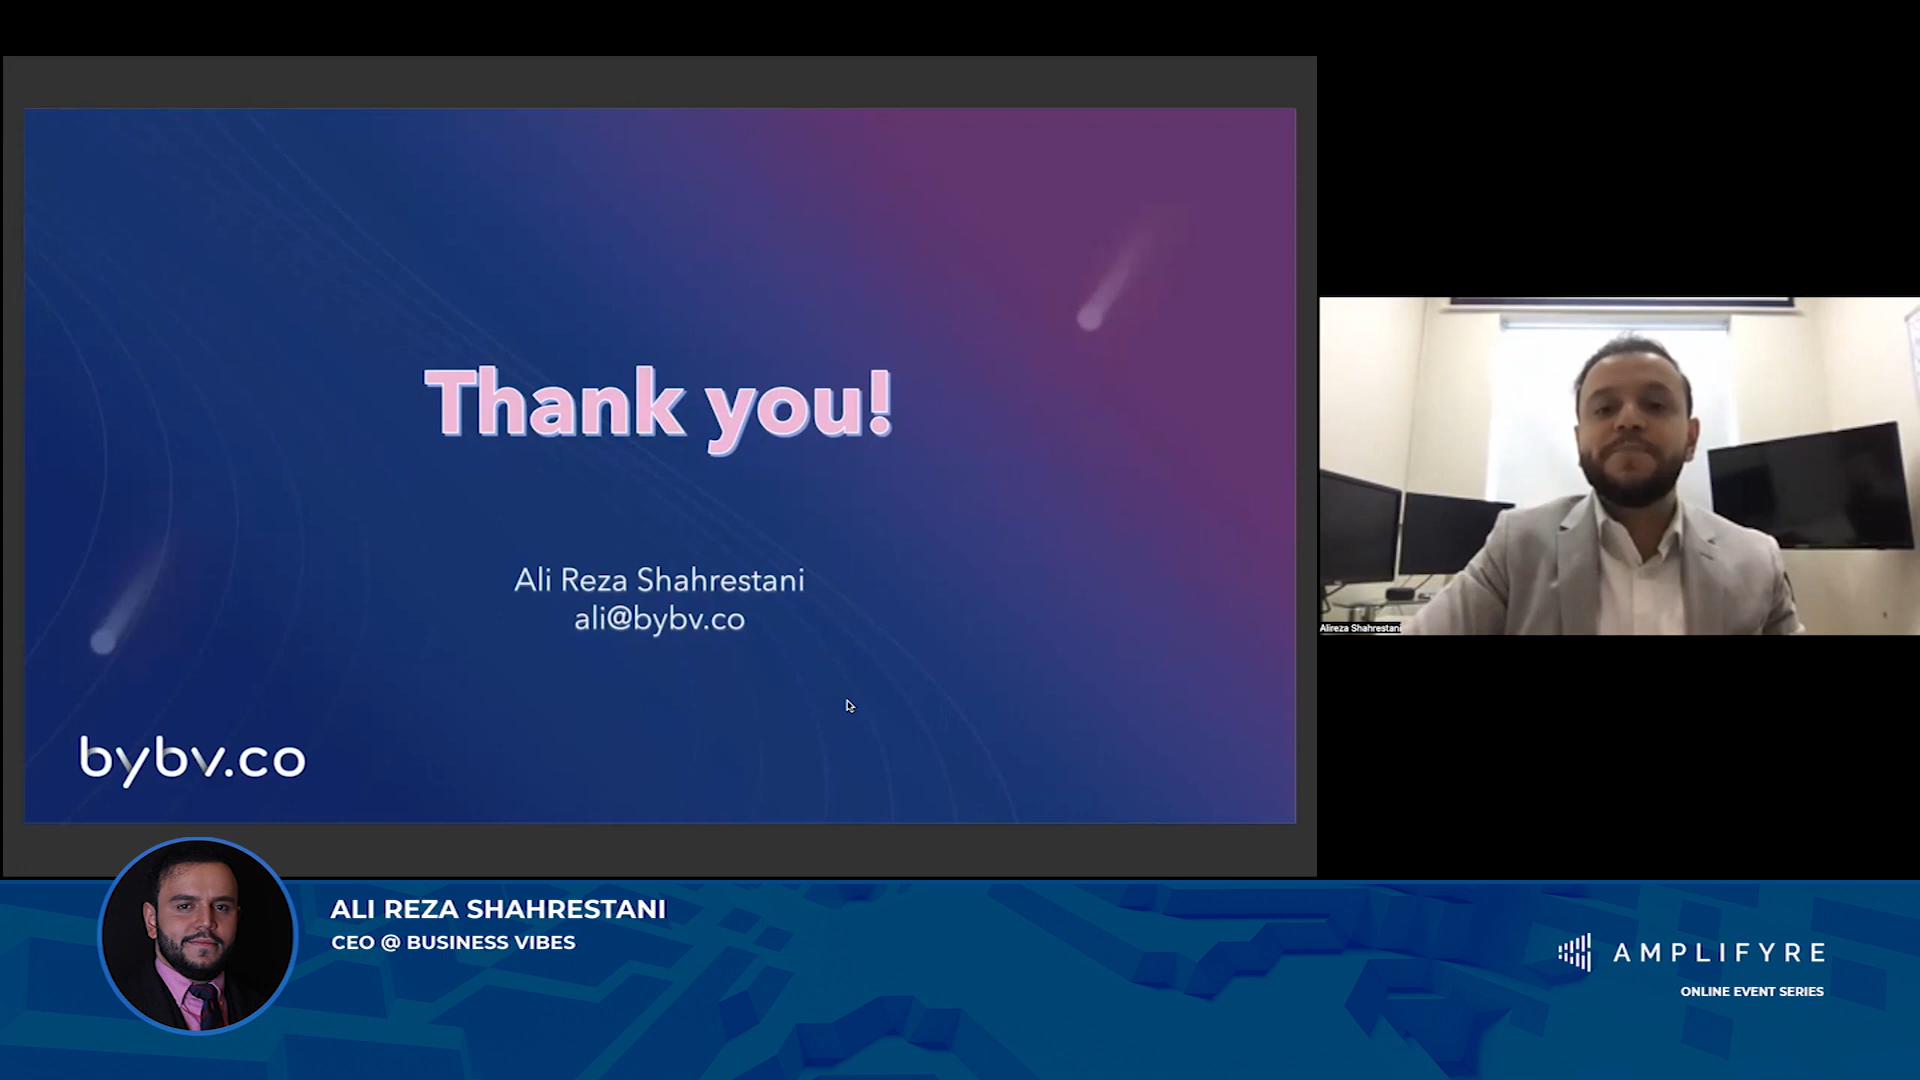 Thank you!
Ali Reza Shahrestani
ali@bybv.co
bybv.co
Alireza Shahrestani
ALI REZA SHAHRESTANI
CEO @ BUSINESS VIBES
AMPLIFYRE
ONLINE EVENT SERIES